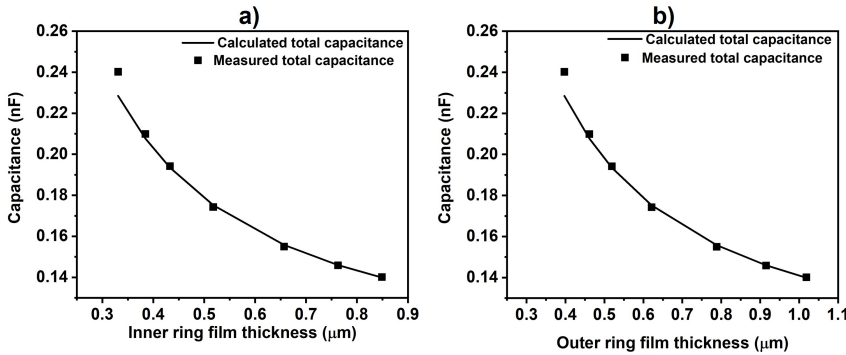 a)
Calculated total capacitance
Measured total capacitance
Capacitance (nF)
0.26
0.24
0.22
0.20
0.18
0.16
0.14
0.3 0.4 0.5 0.6 0.7 0.8 0.9
Inner ring film thickness (μm)
b)
Calculated total capacitance
Measured total capacitance
Capacitance (nF)
0.26
0.24
0.22
0.20
0.18
0.16
0.14
0.3 0.4 0.5 0.6 0.7 0.8 0.9 1.0 1.1
Outer ring film thickness (μm)